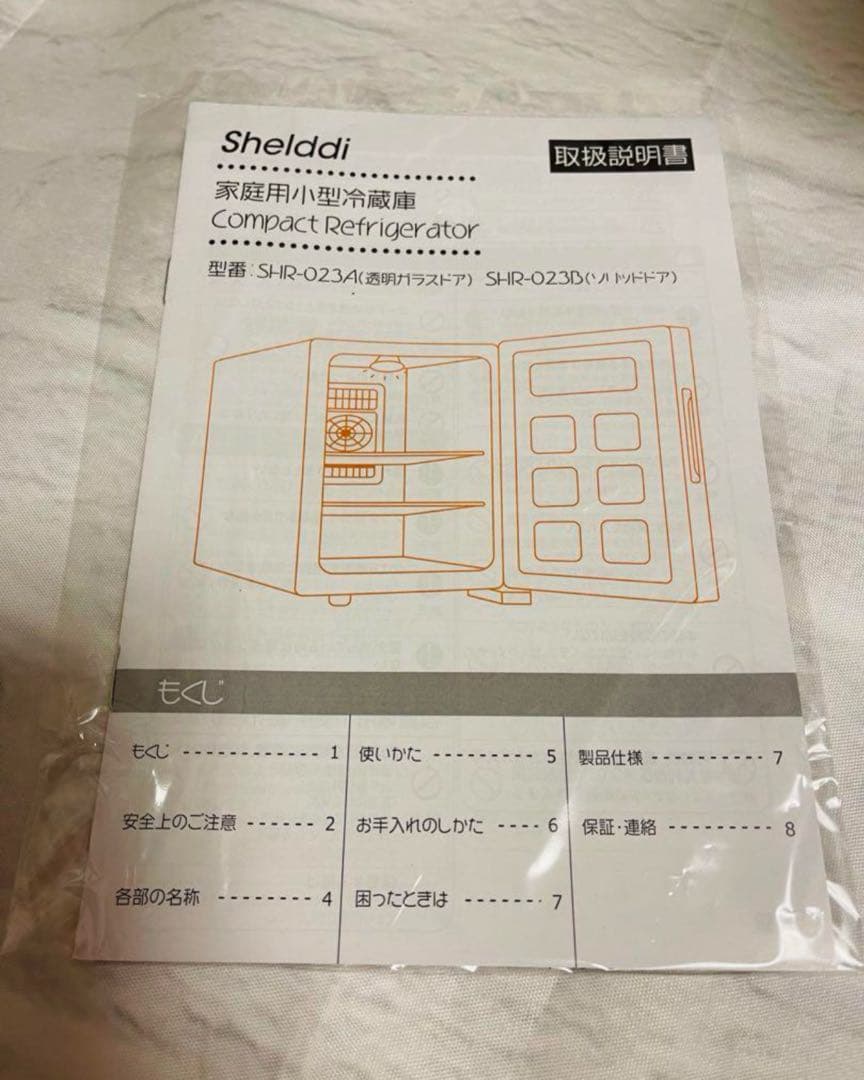 Shelddi
取扱説明書
家庭用小型冷蔵庫
Compact Refrigerator
型番：SHR-023A（透明ガラスドア） SHR-023B（ソリッドドア）
もくじ
もくじ ------------ 1
安全上のご注意 ------ 2
各部の名称 -------- 4
使いかた --------- 5
お手入れのしかた ---- 6
困ったときは ------- 7
製品仕様 ---------- 7
保証・連絡 --------- 8